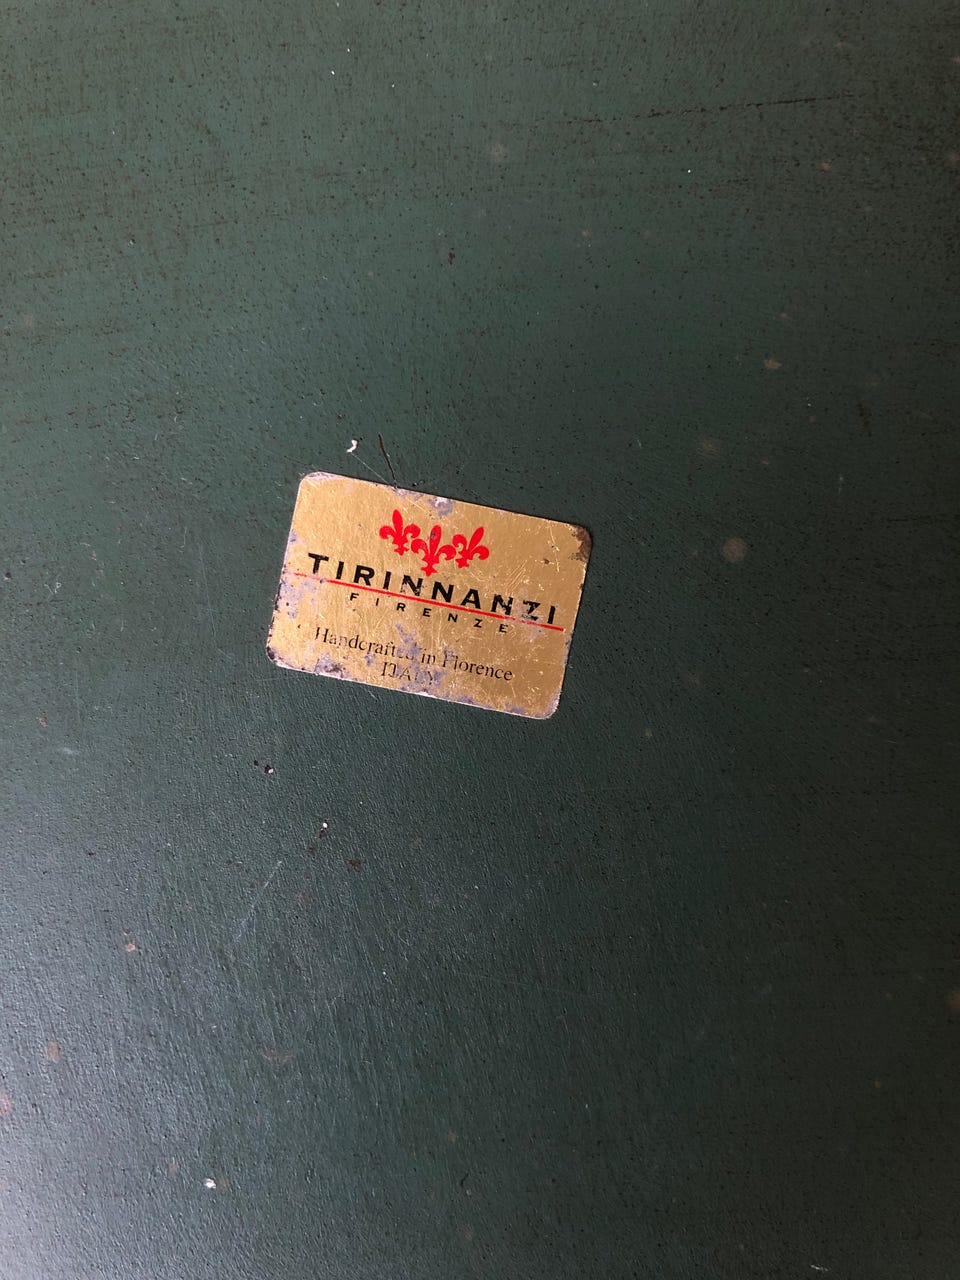 TIRINNANZI
FIRENZE
Handcrafted in Florence
ITALY